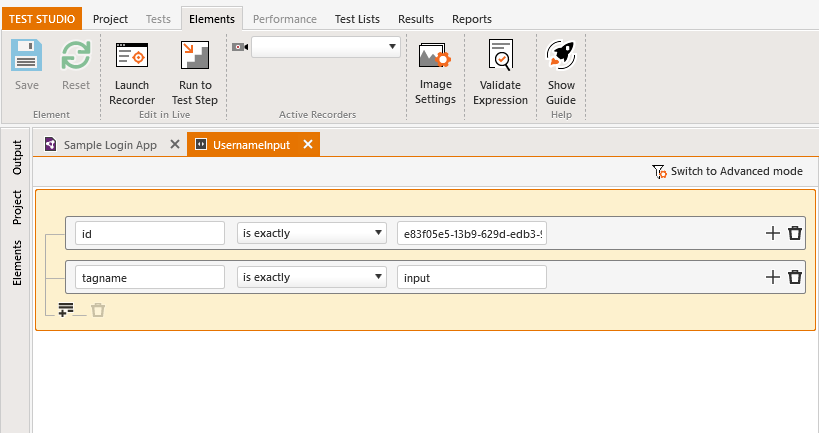 TEST STUDIO Project Tests Elements Performance Test Lists Results Reports
Save Reset Launch Recorder Run to Test Step Image Settings Validate Expression Show Guide
Element Edit in Live Active Recorders Help
Output
Project
Elements
Sample Login App UsernameInput
Switch to Advanced mode
id is exactly e83f05e5-13b9-629d-edb3-
tagname is exactly input